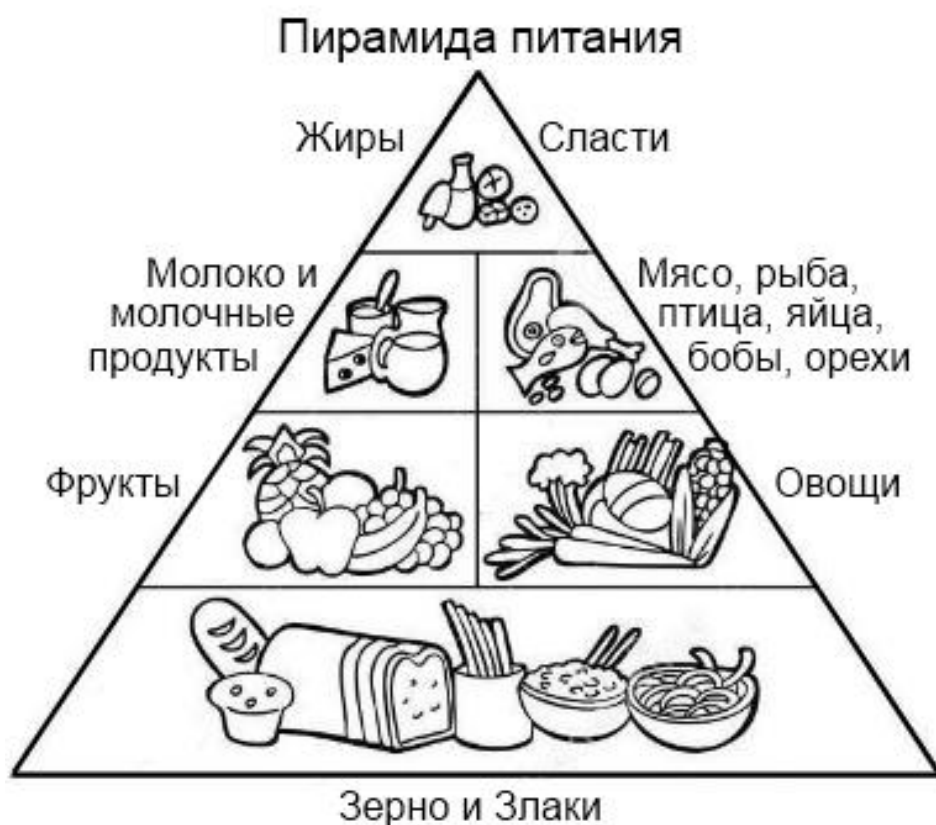 Пирамида питания
Жиры
Сласти
Молоко и
молочные
продукты
Мясо, рыба,
птица, яйца,
бобы, орехи
Фрукты
Овощи
Зерно и Злаки